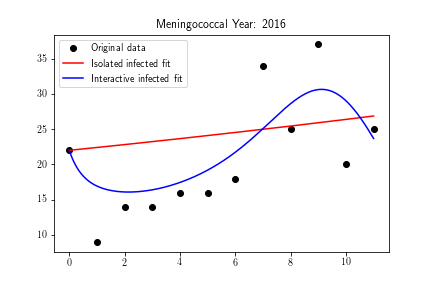 Meningococcal Year: 2016
Original data
Isolated infected fit
Interactive infected fit
35
30
25
20
15
10
0 2 4 6 8 10